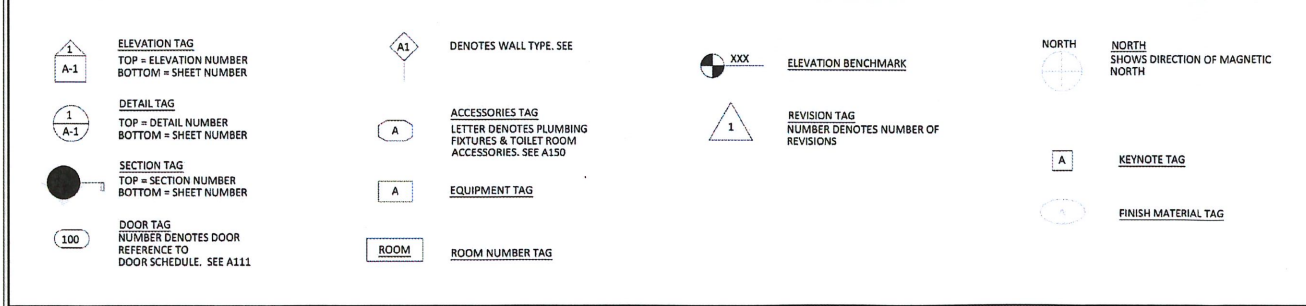 1
A-1
ELEVATION TAG
TOP = ELEVATION NUMBER
BOTTOM = SHEET NUMBER
1
A-1
DETAIL TAG
TOP = DETAIL NUMBER
BOTTOM = SHEET NUMBER
SECTION TAG
TOP = SECTION NUMBER
BOTTOM = SHEET NUMBER
100
DOOR TAG
NUMBER DENOTES DOOR
REFERENCE TO
DOOR SCHEDULE. SEE A111
A1
DENOTES WALL TYPE. SEE
A
ACCESSORIES TAG
LETTER DENOTES PLUMBING
FIXTURES & TOILET ROOM
ACCESSORIES. SEE A150
A
EQUIPMENT TAG
ROOM
ROOM NUMBER TAG
XXX
ELEVATION BENCHMARK
1
REVISION TAG
NUMBER DENOTES NUMBER OF
REVISIONS
NORTH
NORTH
SHOWS DIRECTION OF MAGNETIC
NORTH
A
KEYNOTE TAG
FINISH MATERIAL TAG